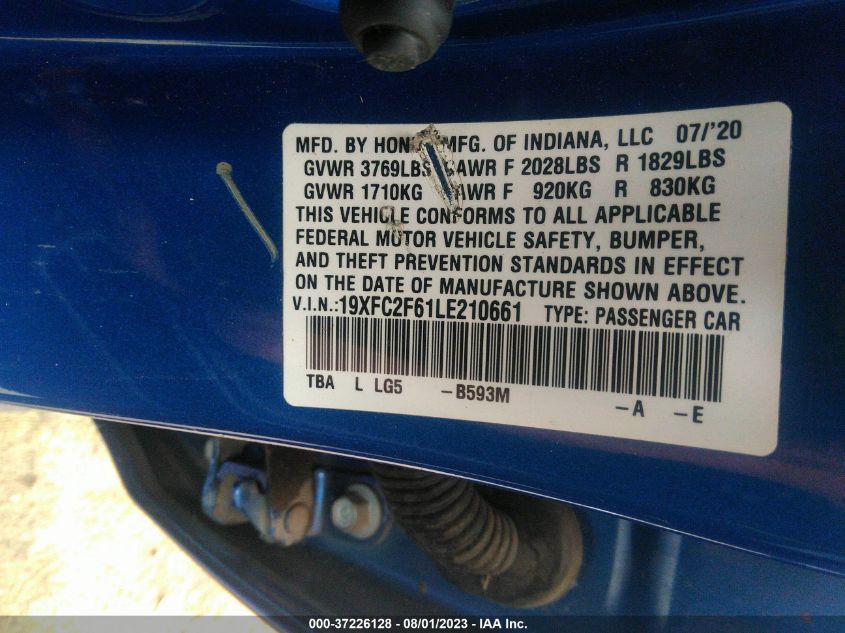 MFD. BY HON MFG. OF INDIANA, LLC 07/'20
GVWR 3769LBS AWR F 2028LBS R 1829LBS
GVWR 1710KG AWR F 920KG R 830KG
THIS VEHICLE CONFORMS TO ALL APPLICABLE
FEDERAL MOTOR VEHICLE SAFETY, BUMPER,
AND THEFT PREVENTION STANDARDS IN EFFECT
ON THE DATE OF MANUFACTURE SHOWN ABOVE.
V.I.N.:19XFC2F61LE210661 TYPE: PASSENGER CAR
TBA L LG5 -B593M
-A -E
000-37226128 - 08/01/2023 - IAA Inc.